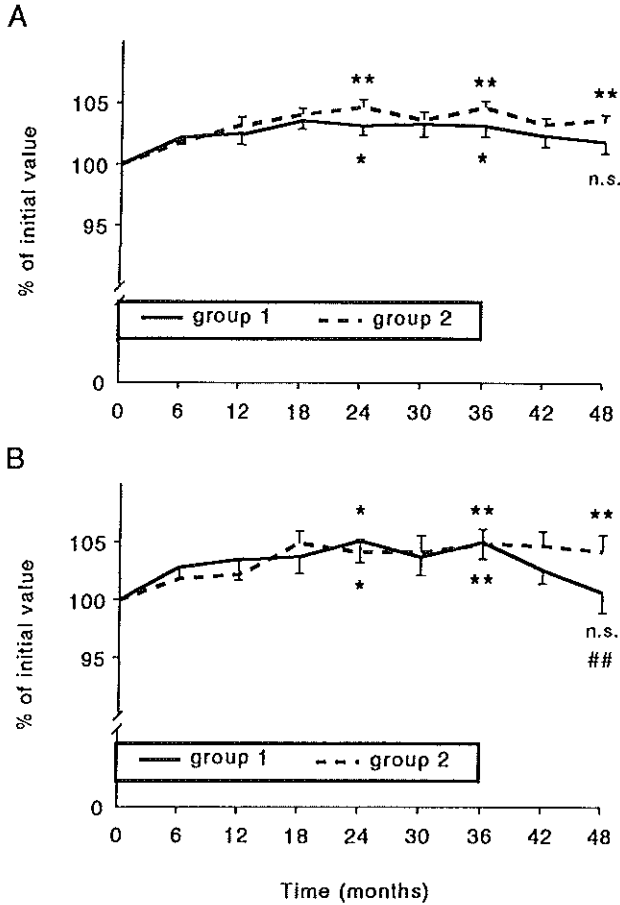 A
** ** **
105
100
* *
n.s.
95
% of initial value
group 1 group 2
0
0 6 12 18 24 30 36 42 48
B
* ** **
105
100
* **
n.s.
95
##
% of initial value
group 1 group 2
0
0 6 12 18 24 30 36 42 48
Time (months)